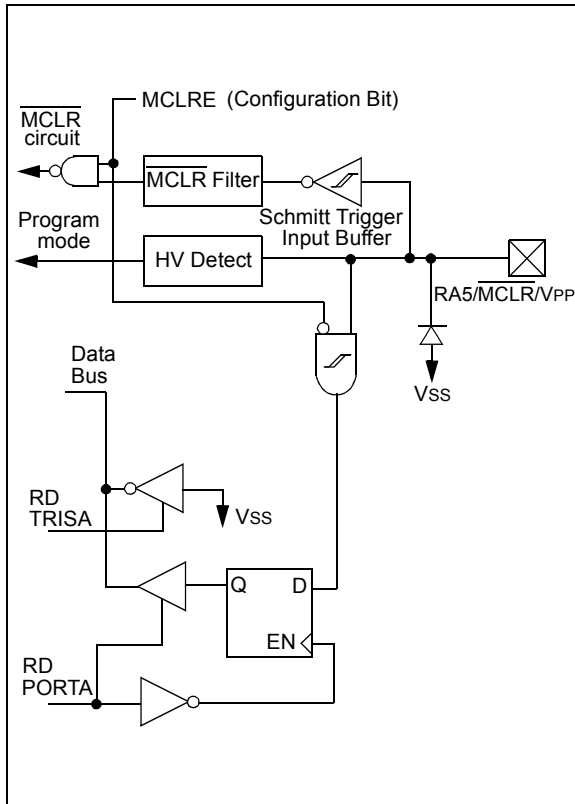 MCLRE (Configuration Bit)
MCLR
circuit
MCLR Filter
Schmitt Trigger
Input Buffer
Program
mode
HV Detect
RA5/MCLR/VPP
VSS
Data
Bus
RD
TRISA
VSS
Q
D
EN
RD
PORTA